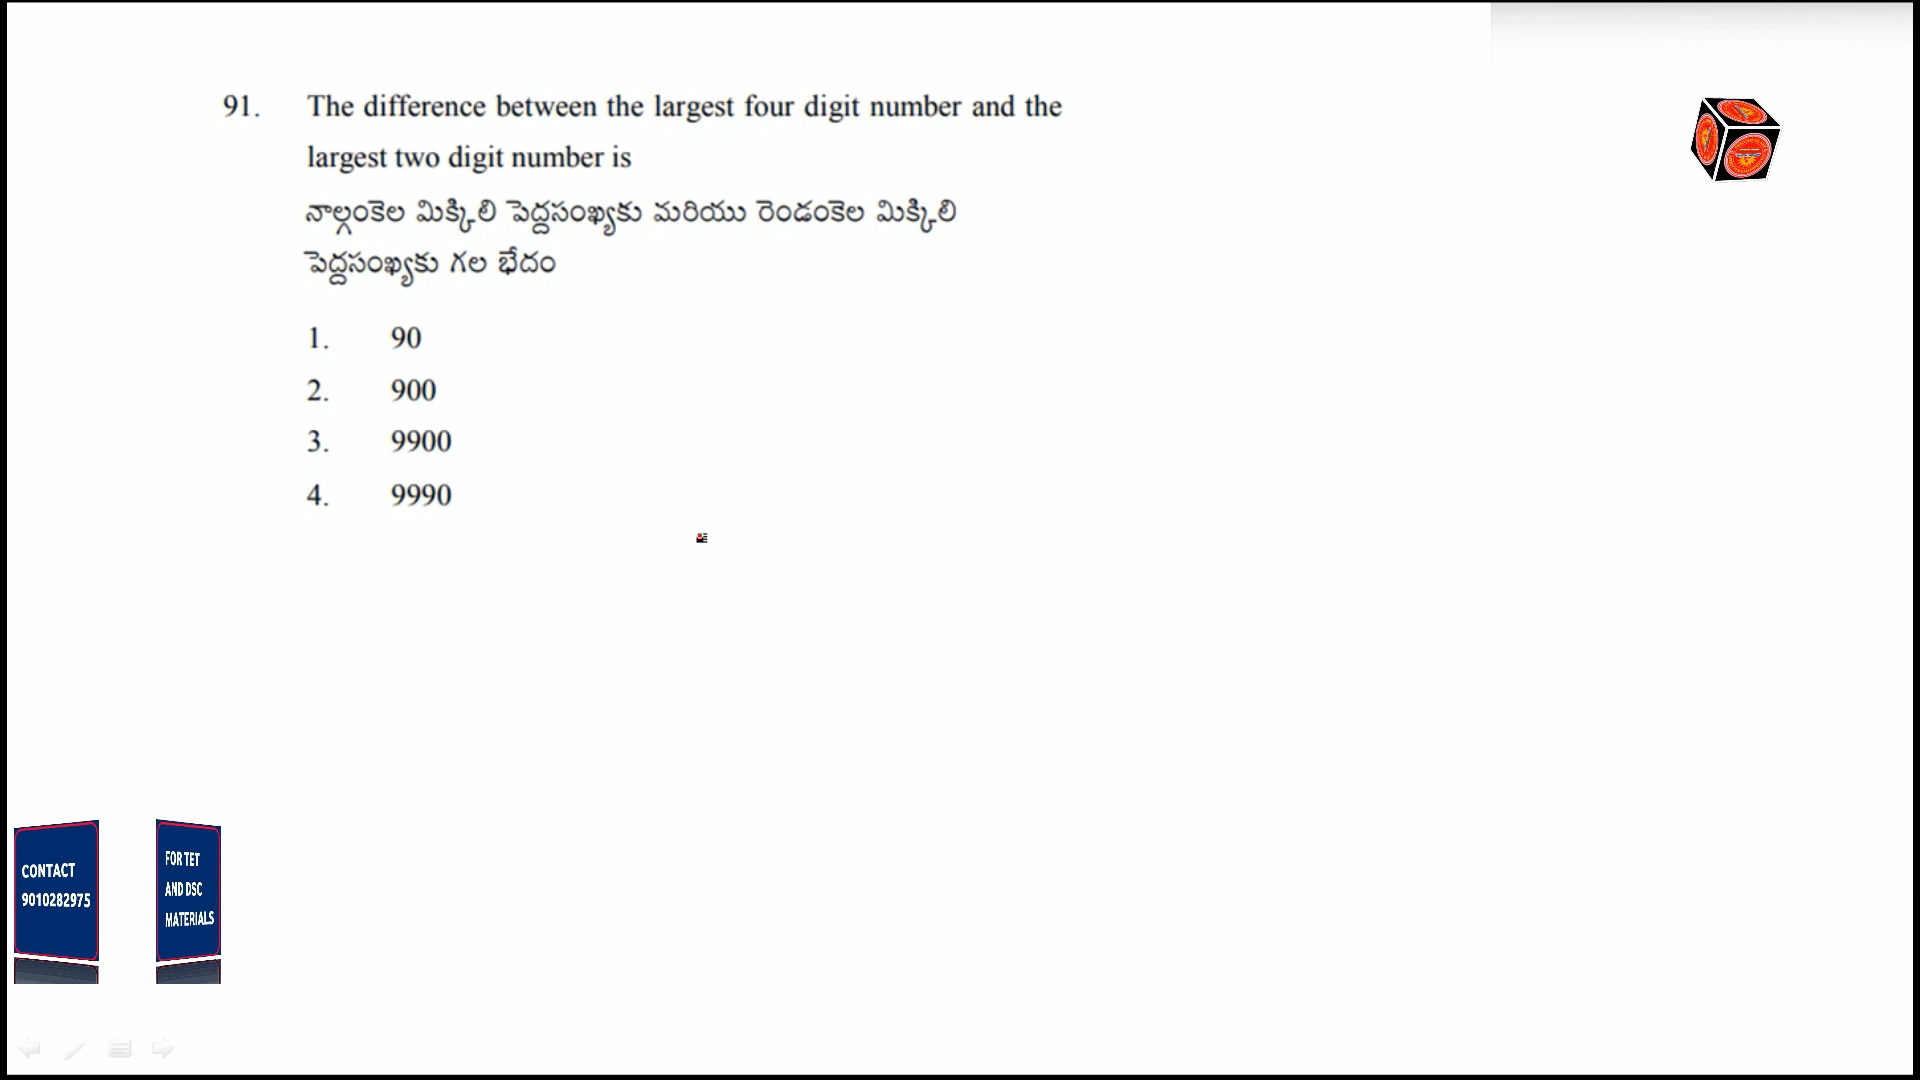 91. The difference between the largest four digit number and the
largest two digit number is
నాల్గంకెల మిక్కిలి పెద్దసంఖ్యకు మరియు రెండంకెల మిక్కిలి
పెద్దసంఖ్యకు గల భేదం
1. 90
2. 900
3. 9900
4. 9990
CONTACT
9010282975
FOR TET
AND DSC
MATERIALS